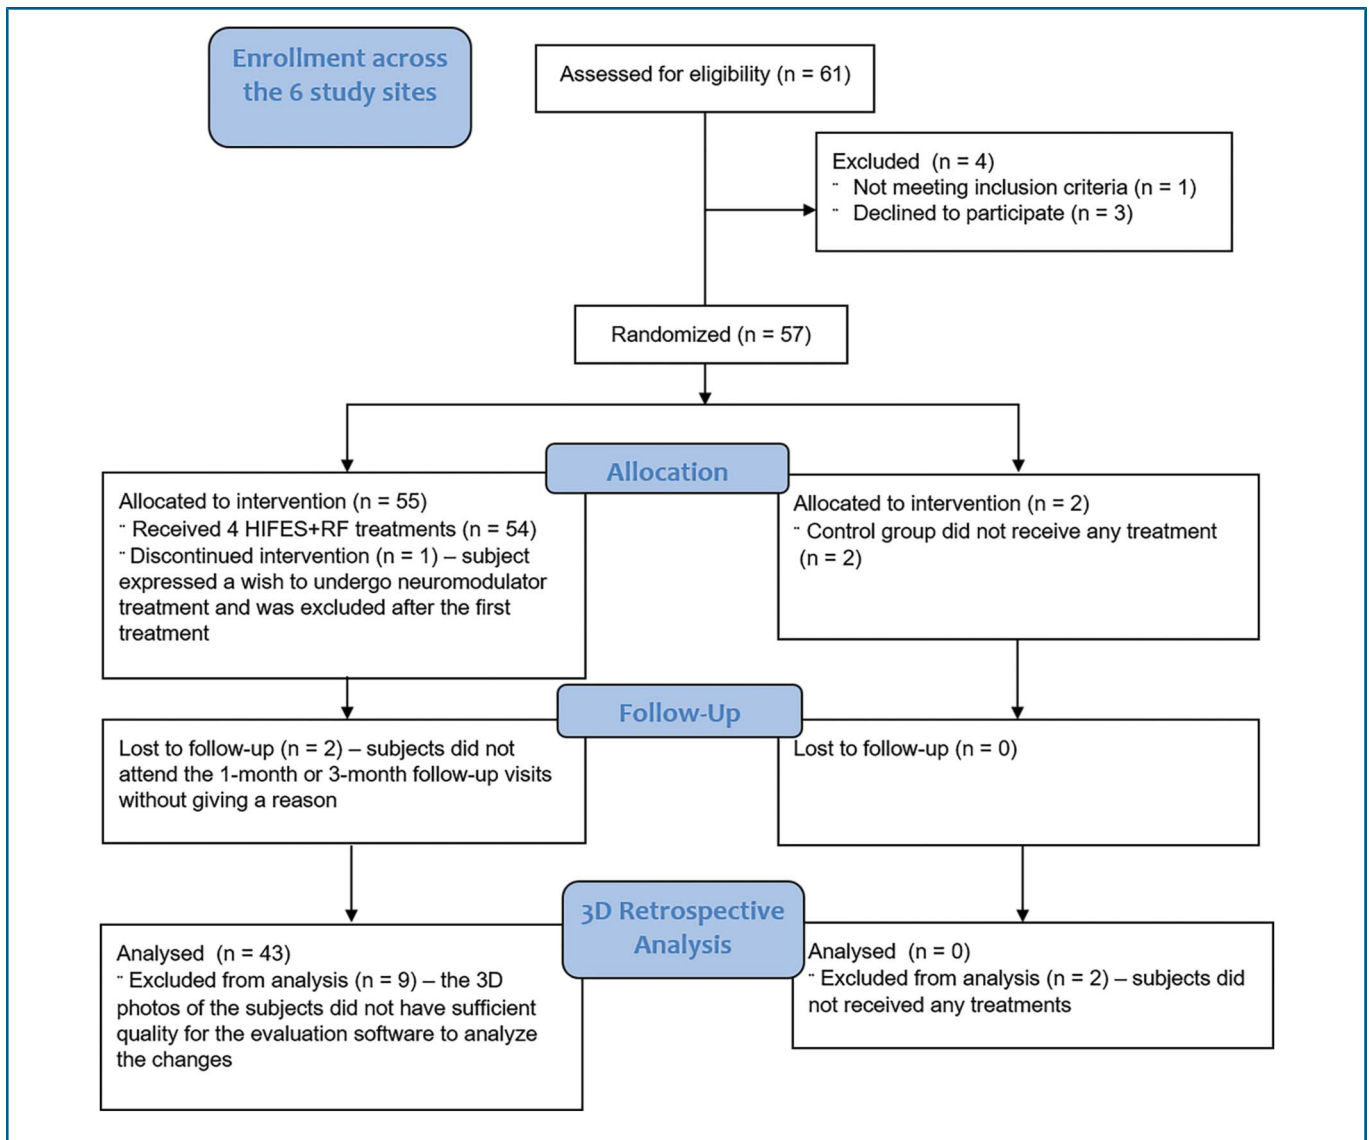 Enrollment across
the 6 study sites
Assessed for eligibility (n = 61)
Excluded (n = 4)
¨ Not meeting inclusion criteria (n = 1)
¨ Declined to participate (n = 3)
Randomized (n = 57)
Allocation
Allocated to intervention (n = 55)
¨ Received 4 HIFES+RF treatments (n = 54)
¨ Discontinued intervention (n = 1) – subject
expressed a wish to undergo neuromodulator
treatment and was excluded after the first
treatment
Allocated to intervention (n = 2)
¨ Control group did not receive any treatment
(n = 2)
Follow-Up
Lost to follow-up (n = 2) – subjects did not
attend the 1-month or 3-month follow-up visits
without giving a reason
Lost to follow-up (n = 0)
3D Retrospective
Analysis
Analysed (n = 43)
¨ Excluded from analysis (n = 9) – the 3D
photos of the subjects did not have sufficient
quality for the evaluation software to analyze
the changes
Analysed (n = 0)
¨ Excluded from analysis (n = 2) – subjects did
not received any treatments